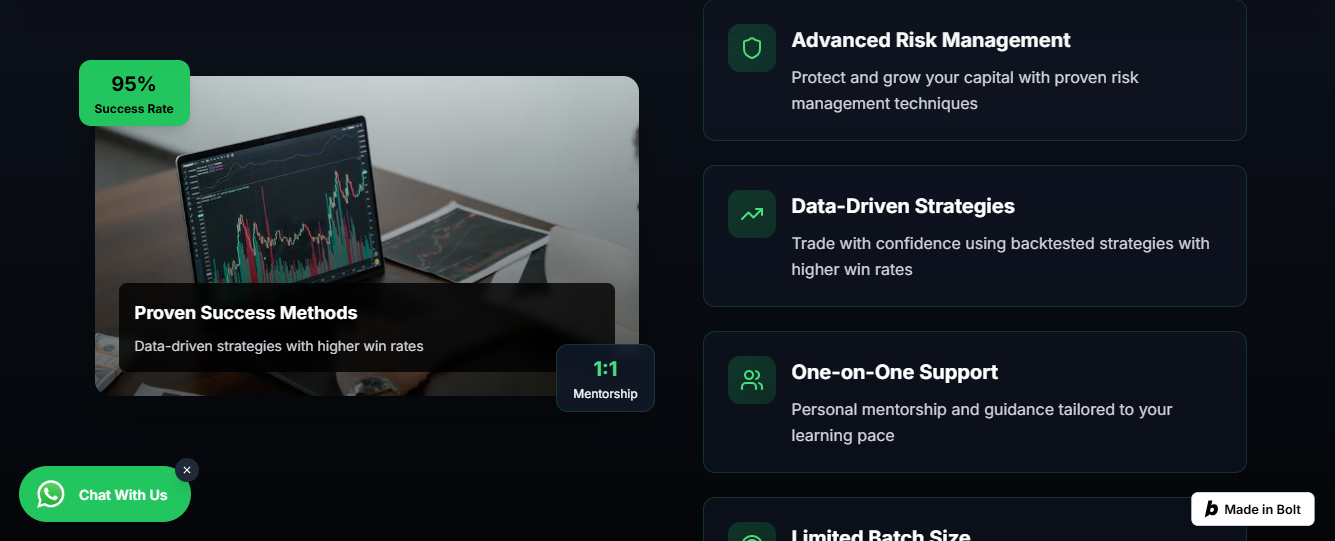 95%
Success Rate
Proven Success Methods
Data-driven strategies with higher win rates
1:1
Mentorship
Chat With Us
Advanced Risk Management
Protect and grow your capital with proven risk
management techniques
Data-Driven Strategies
Trade with confidence using backtested strategies with
higher win rates
One-on-One Support
Personal mentorship and guidance tailored to your
learning pace
Limited Batch Size
b Made in Bolt